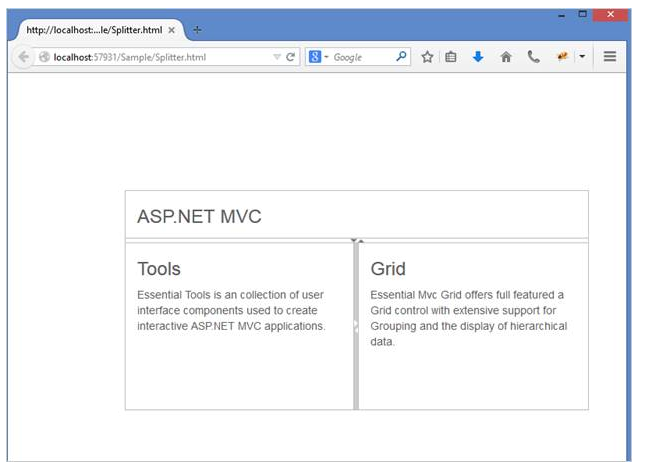 http://localhost:...le/Splitter.html
localhost:57931/Sample/Splitter.html
Google
ASP.NET MVC
Tools
Essential Tools is an collection of user
interface components used to create
interactive ASP.NET MVC applications.
Grid
Essential Mvc Grid offers full featured a
Grid control with extensive support for
Grouping and the display of hierarchical
data.